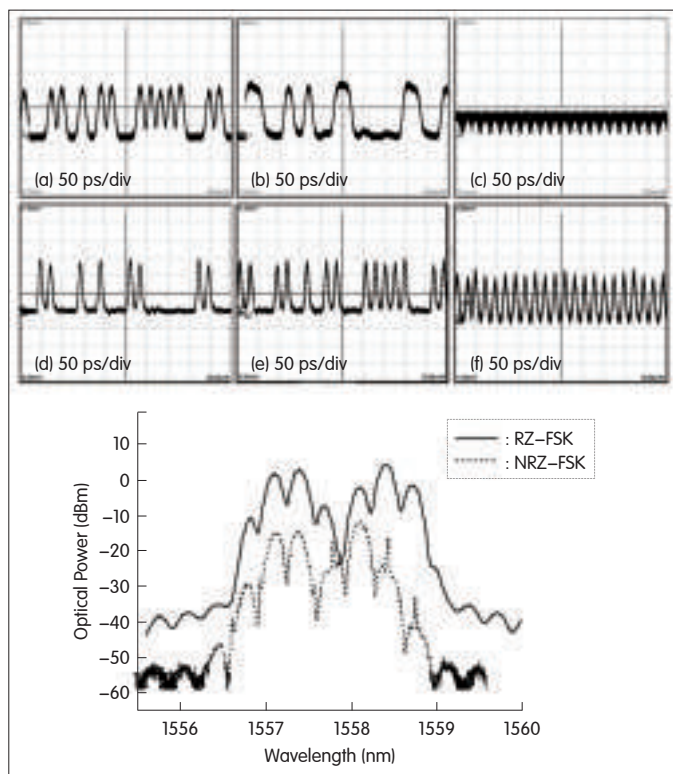 (a) 50 ps/div
(b) 50 ps/div
(c) 50 ps/div
(d) 50 ps/div
(e) 50 ps/div
(f) 50 ps/div
: RZ–FSK
: NRZ–FSK
Optical Power (dBm)
10
0
−10
−20
−30
−40
−50
−60
1556 1557 1558 1559 1560
Wavelength (nm)